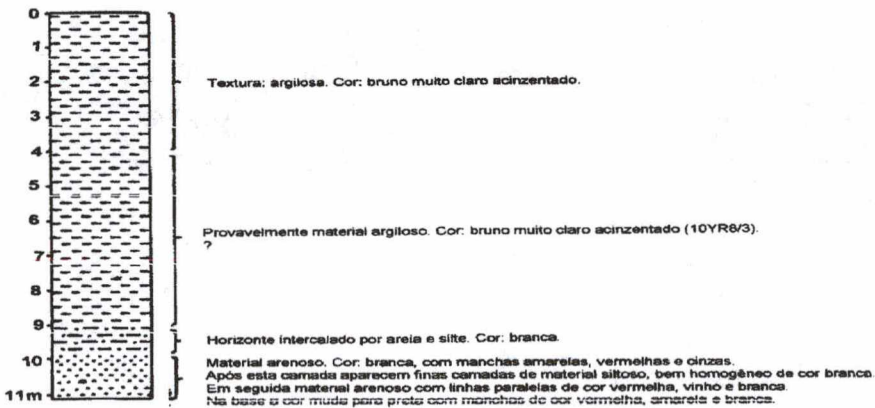 0
1
2
Textura: argilosa. Cor: bruno muito claro acinzentado.
3
4
5
6
Provavelmente material argiloso. Cor: bruno muito claro acinzentado (10YR8/3).
?
7
8
9
Horizonte intercalado por areia e silte. Cor: branca.
10
Material arenoso. Cor: branca, com manchas amarelas, vermelhas e cinzas.
Após esta camada aparecem finas camadas de material siltoso, bem homogêneo de cor branca.
Em seguida material arenoso com linhas paralelas de cor vermelha, vinho e branca.
11m
Na base a cor muda para preta com manchas de cor vermelha, amarela e branca.